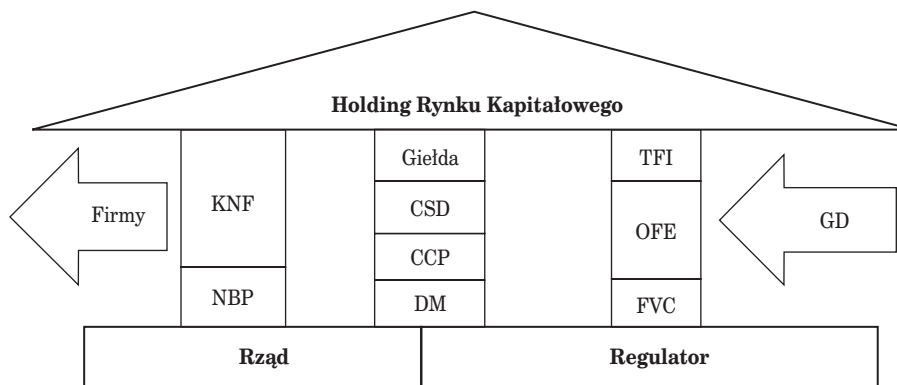 Holding Rynku Kapitałowego
Firmy
KNF
NBP
Giełda
CSD
CCP
DM
TFI
OFE
FVC
GD
Rząd
Regulator